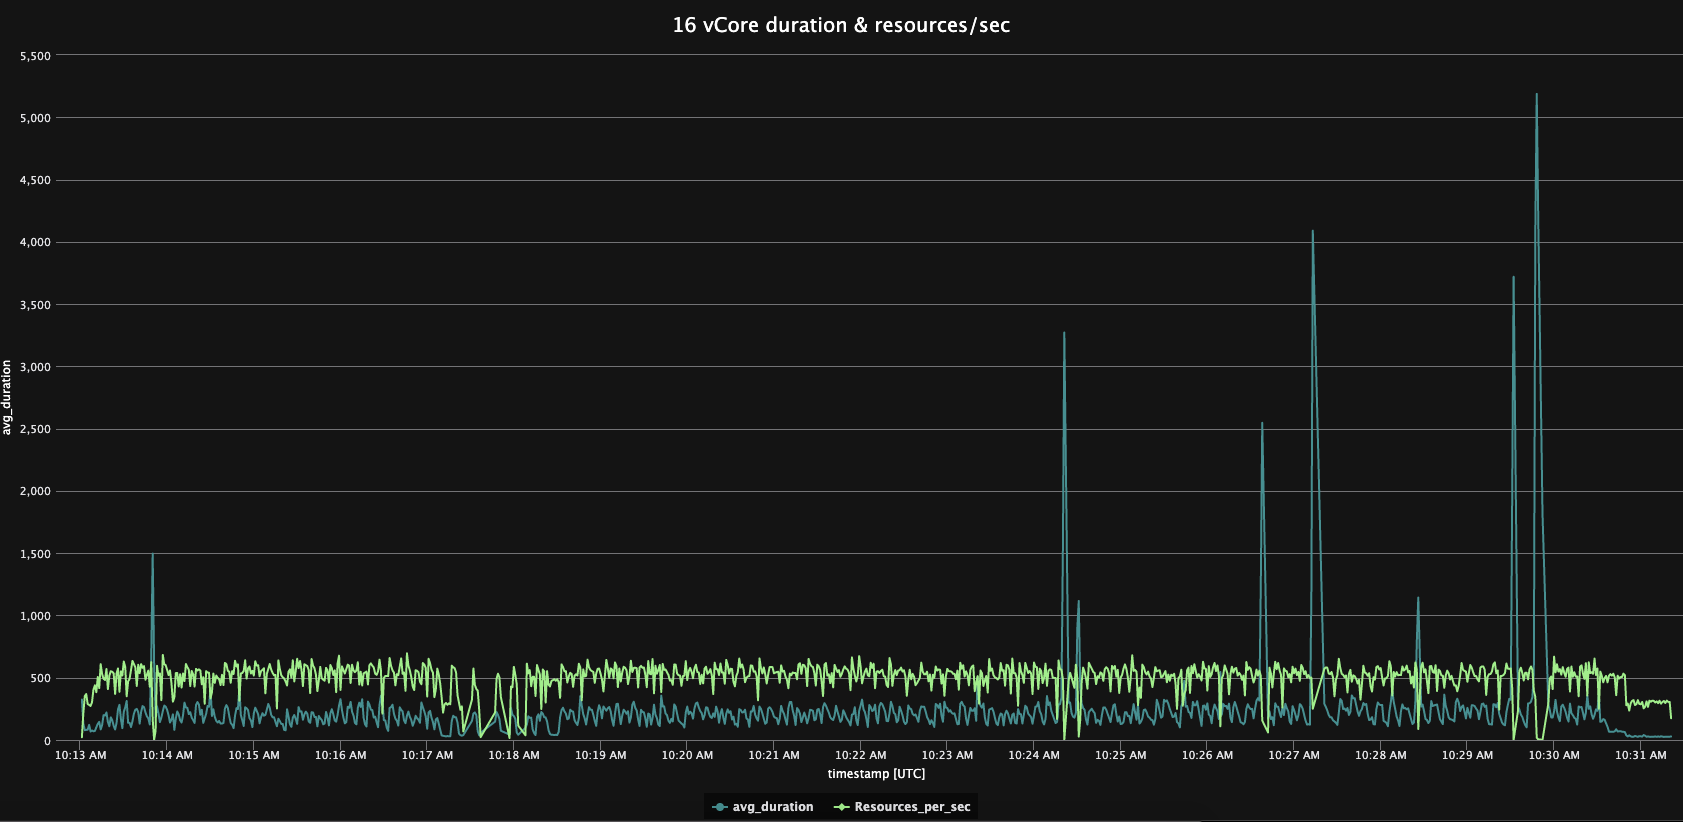 16 vCore duration & resources/sec
5,500
5,000
4,500
4,000
3,500
3,000
2,500
2,000
1,500
1,000
500
0
avg_duration
10:13 AM 10:14 AM 10:15 AM 10:16 AM 10:17 AM 10:18 AM 10:19 AM 10:20 AM 10:21 AM 10:22 AM 10:23 AM 10:24 AM 10:25 AM 10:26 AM 10:27 AM 10:28 AM 10:29 AM 10:30 AM 10:31 AM
timestamp [UTC]
avg_duration Resources_per_sec